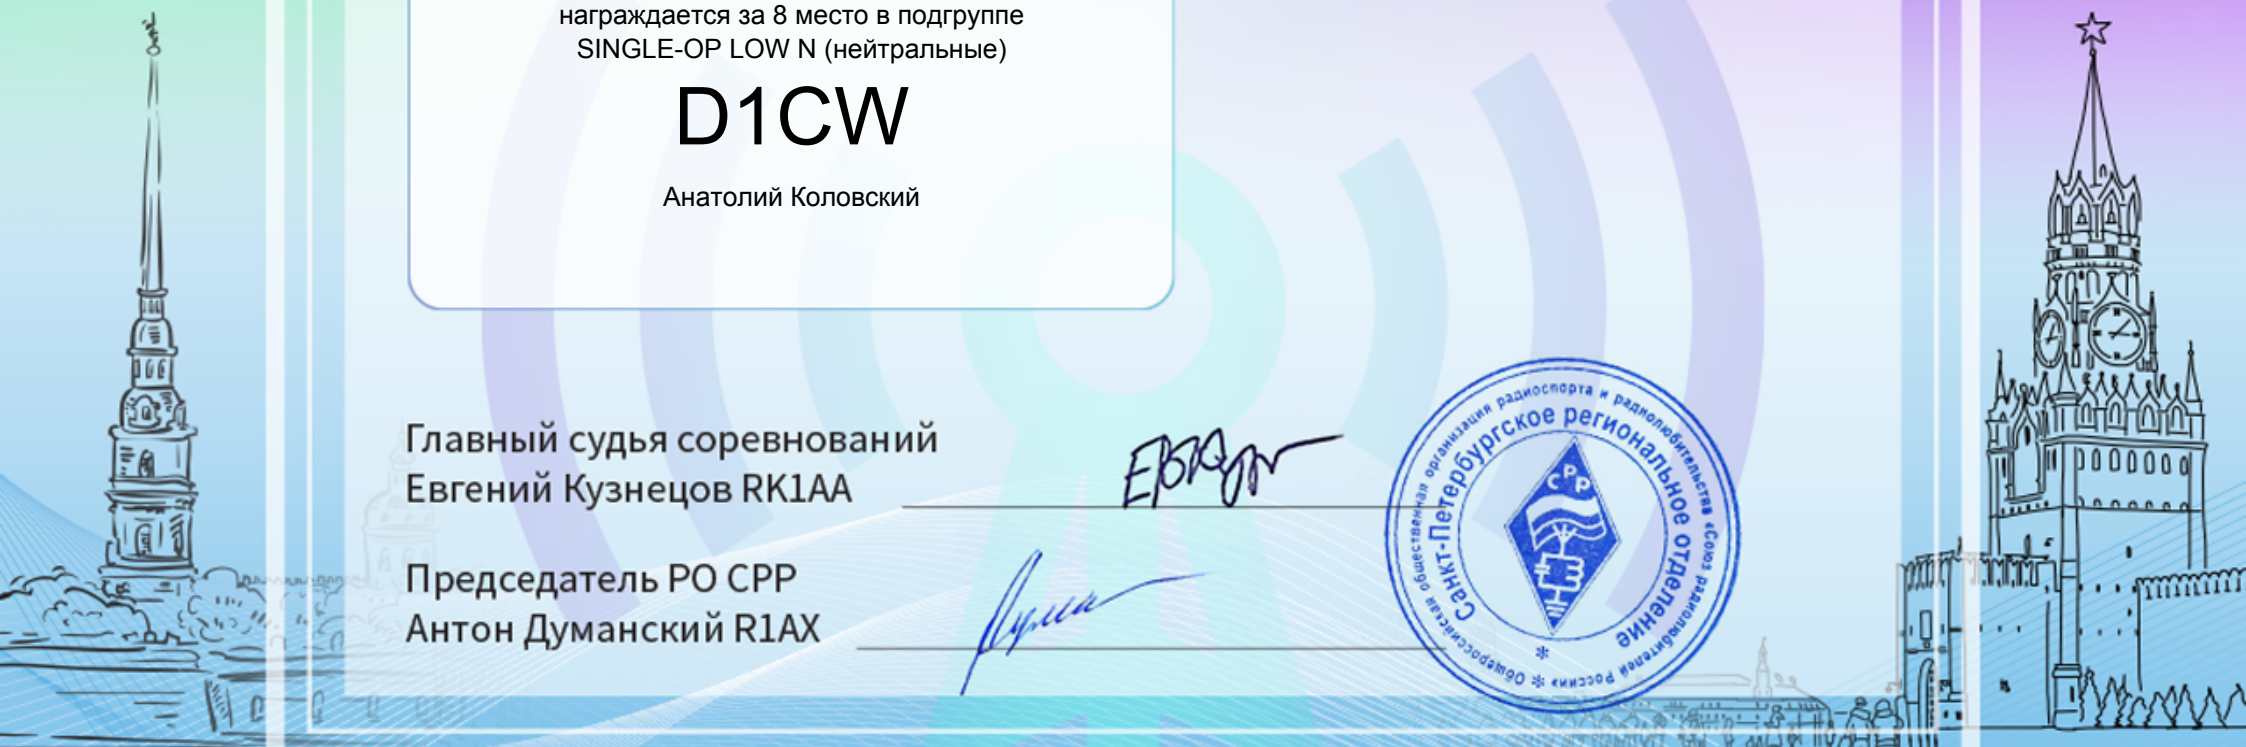 награждается за 8 место в подгруппе
SINGLE-OP LOW N (нейтральные)
D1CW
Анатолий Коловский
Главный судья соревнований
Евгений Кузнецов RK1AA
Председатель РО СРР
Антон Думанский R1AX
Общероссийская общественная организация радиоспорта и радиолюбительства «Союз радиолюбителей России»
Санкт-Петербургское региональное отделение
СРР